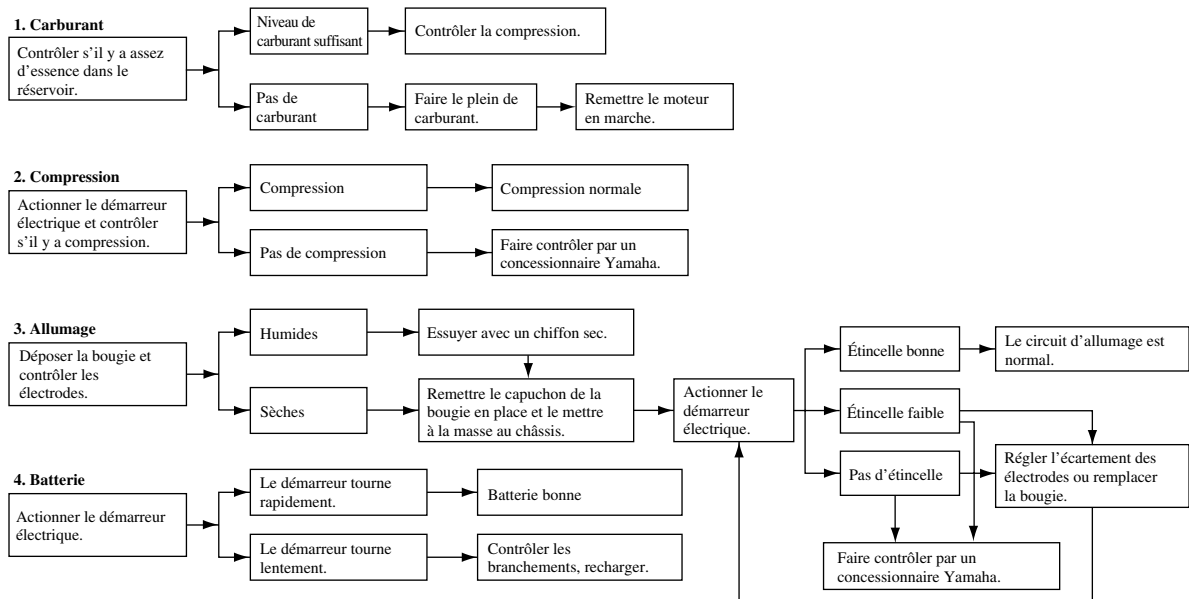 1. Carburant
Contrôler s’il y a assez
d’essence dans le
réservoir.
Niveau de
carburant suffisant
Contrôler la compression.
Pas de
carburant
Faire le plein de
carburant.
Remettre le moteur
en marche.
2. Compression
Actionner le démarreur
électrique et contrôler
s’il y a compression.
Compression
Compression normale
Pas de compression
Faire contrôler par un
concessionnaire Yamaha.
3. Allumage
Déposer la bougie et
contrôler les
électrodes.
Humides
Essuyer avec un chiffon sec.
Sèches
Remettre le capuchon de la
bougie en place et le mettre
à la masse au châssis.
Actionner le
démarreur
électrique.
Étincelle bonne
Le circuit d’allumage est
normal.
Étincelle faible
Pas d’étincelle
Régler l’écartement des
électrodes ou remplacer
la bougie.
Faire contrôler par un
concessionnaire Yamaha.
4. Batterie
Actionner le démarreur
électrique.
Le démarreur tourne
rapidement.
Batterie bonne
Le démarreur tourne
lentement.
Contrôler les
branchements, recharger.